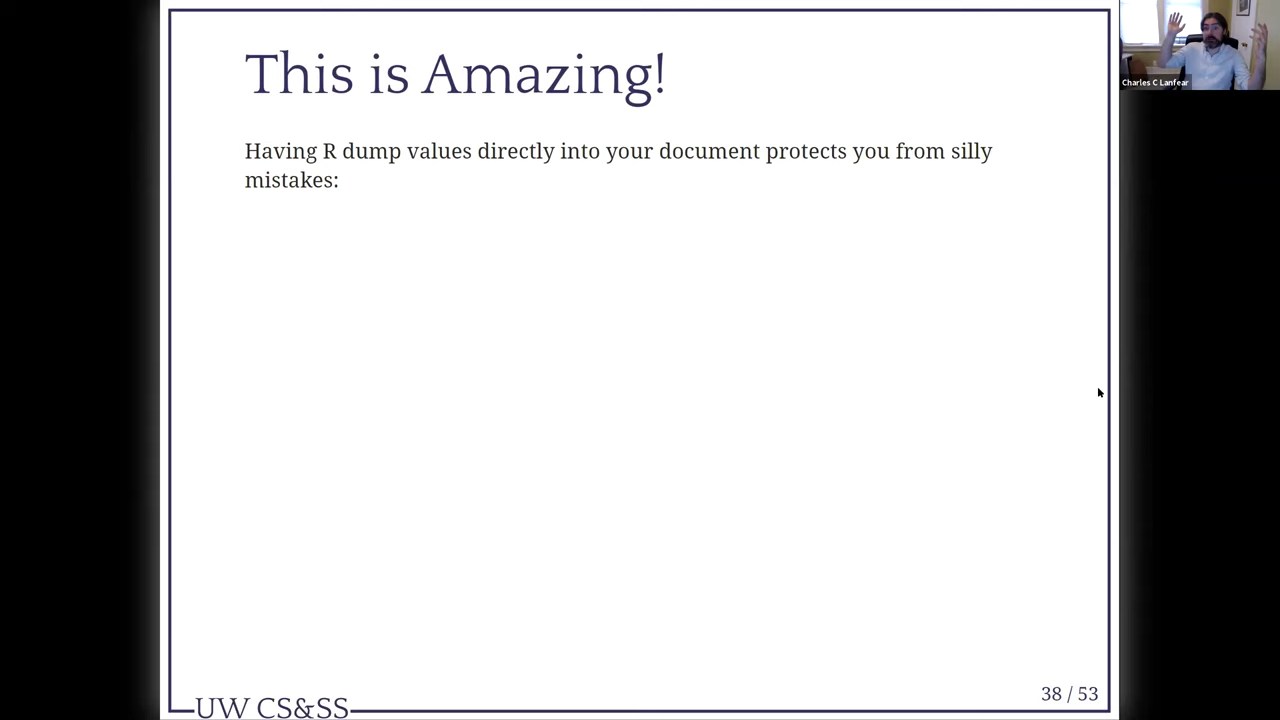 This is Amazing!
Charles C Lanfear
Having R dump values directly into your document protects you from silly
mistakes:
38 / 53
UW CS&SS